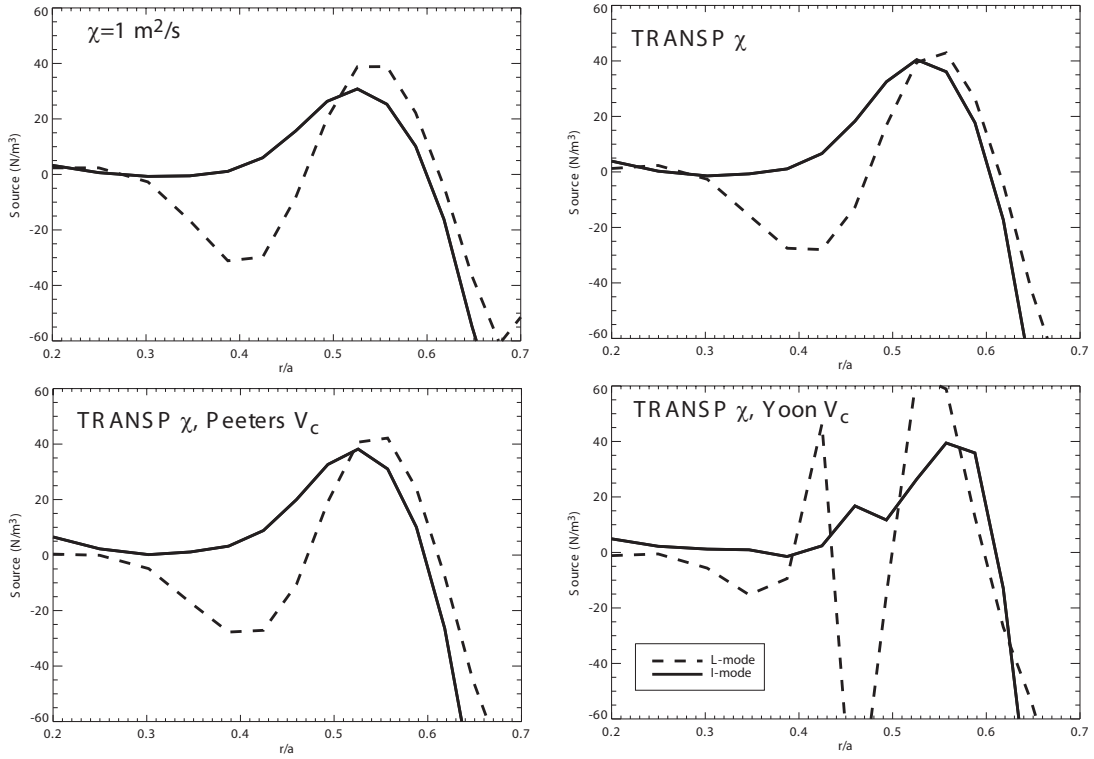 χ=1 m²/s
Source (N/m³)
60
40
20
0
-20
-40
-60
0.2 0.3 0.4 0.5 0.6 0.7
r/a
TRANSP χ
Source (N/m³)
60
40
20
0
-20
-40
-60
0.2 0.3 0.4 0.5 0.6 0.7
r/a
TRANSP χ, Peeters Vc
Source (N/m³)
60
40
20
0
-20
-40
-60
0.2 0.3 0.4 0.5 0.6 0.7
r/a
TRANSP χ, Yoon Vc
Source (N/m³)
60
40
20
0
-20
-40
-60
L-mode
I-mode
0.2 0.3 0.4 0.5 0.6 0.7
r/a